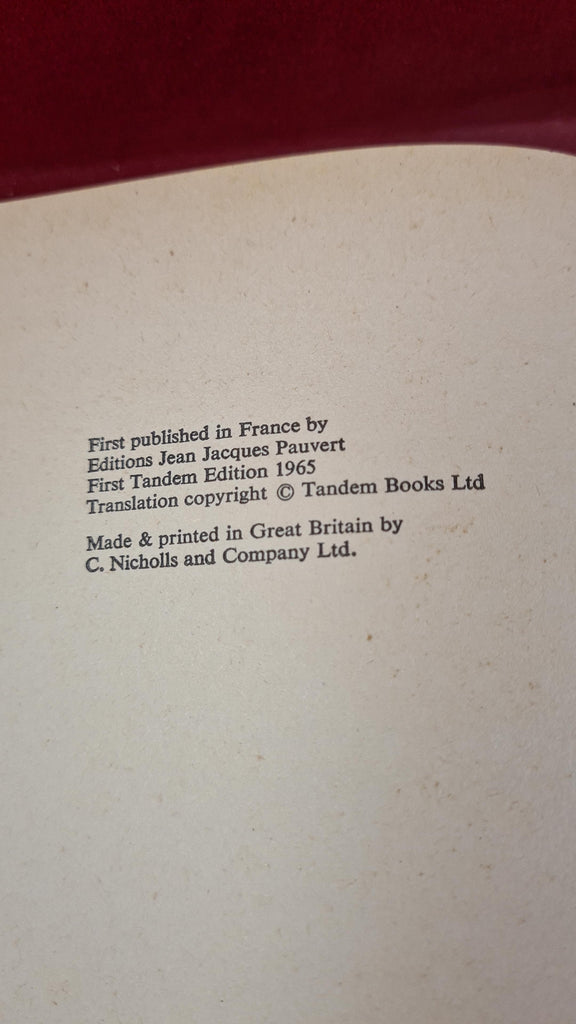 First published in France by
Editions Jean Jacques Pauvert
First Tandem Edition 1965
Translation copyright © Tandem Books Ltd
Made & printed in Great Britain by
C. Nicholls and Company Ltd.